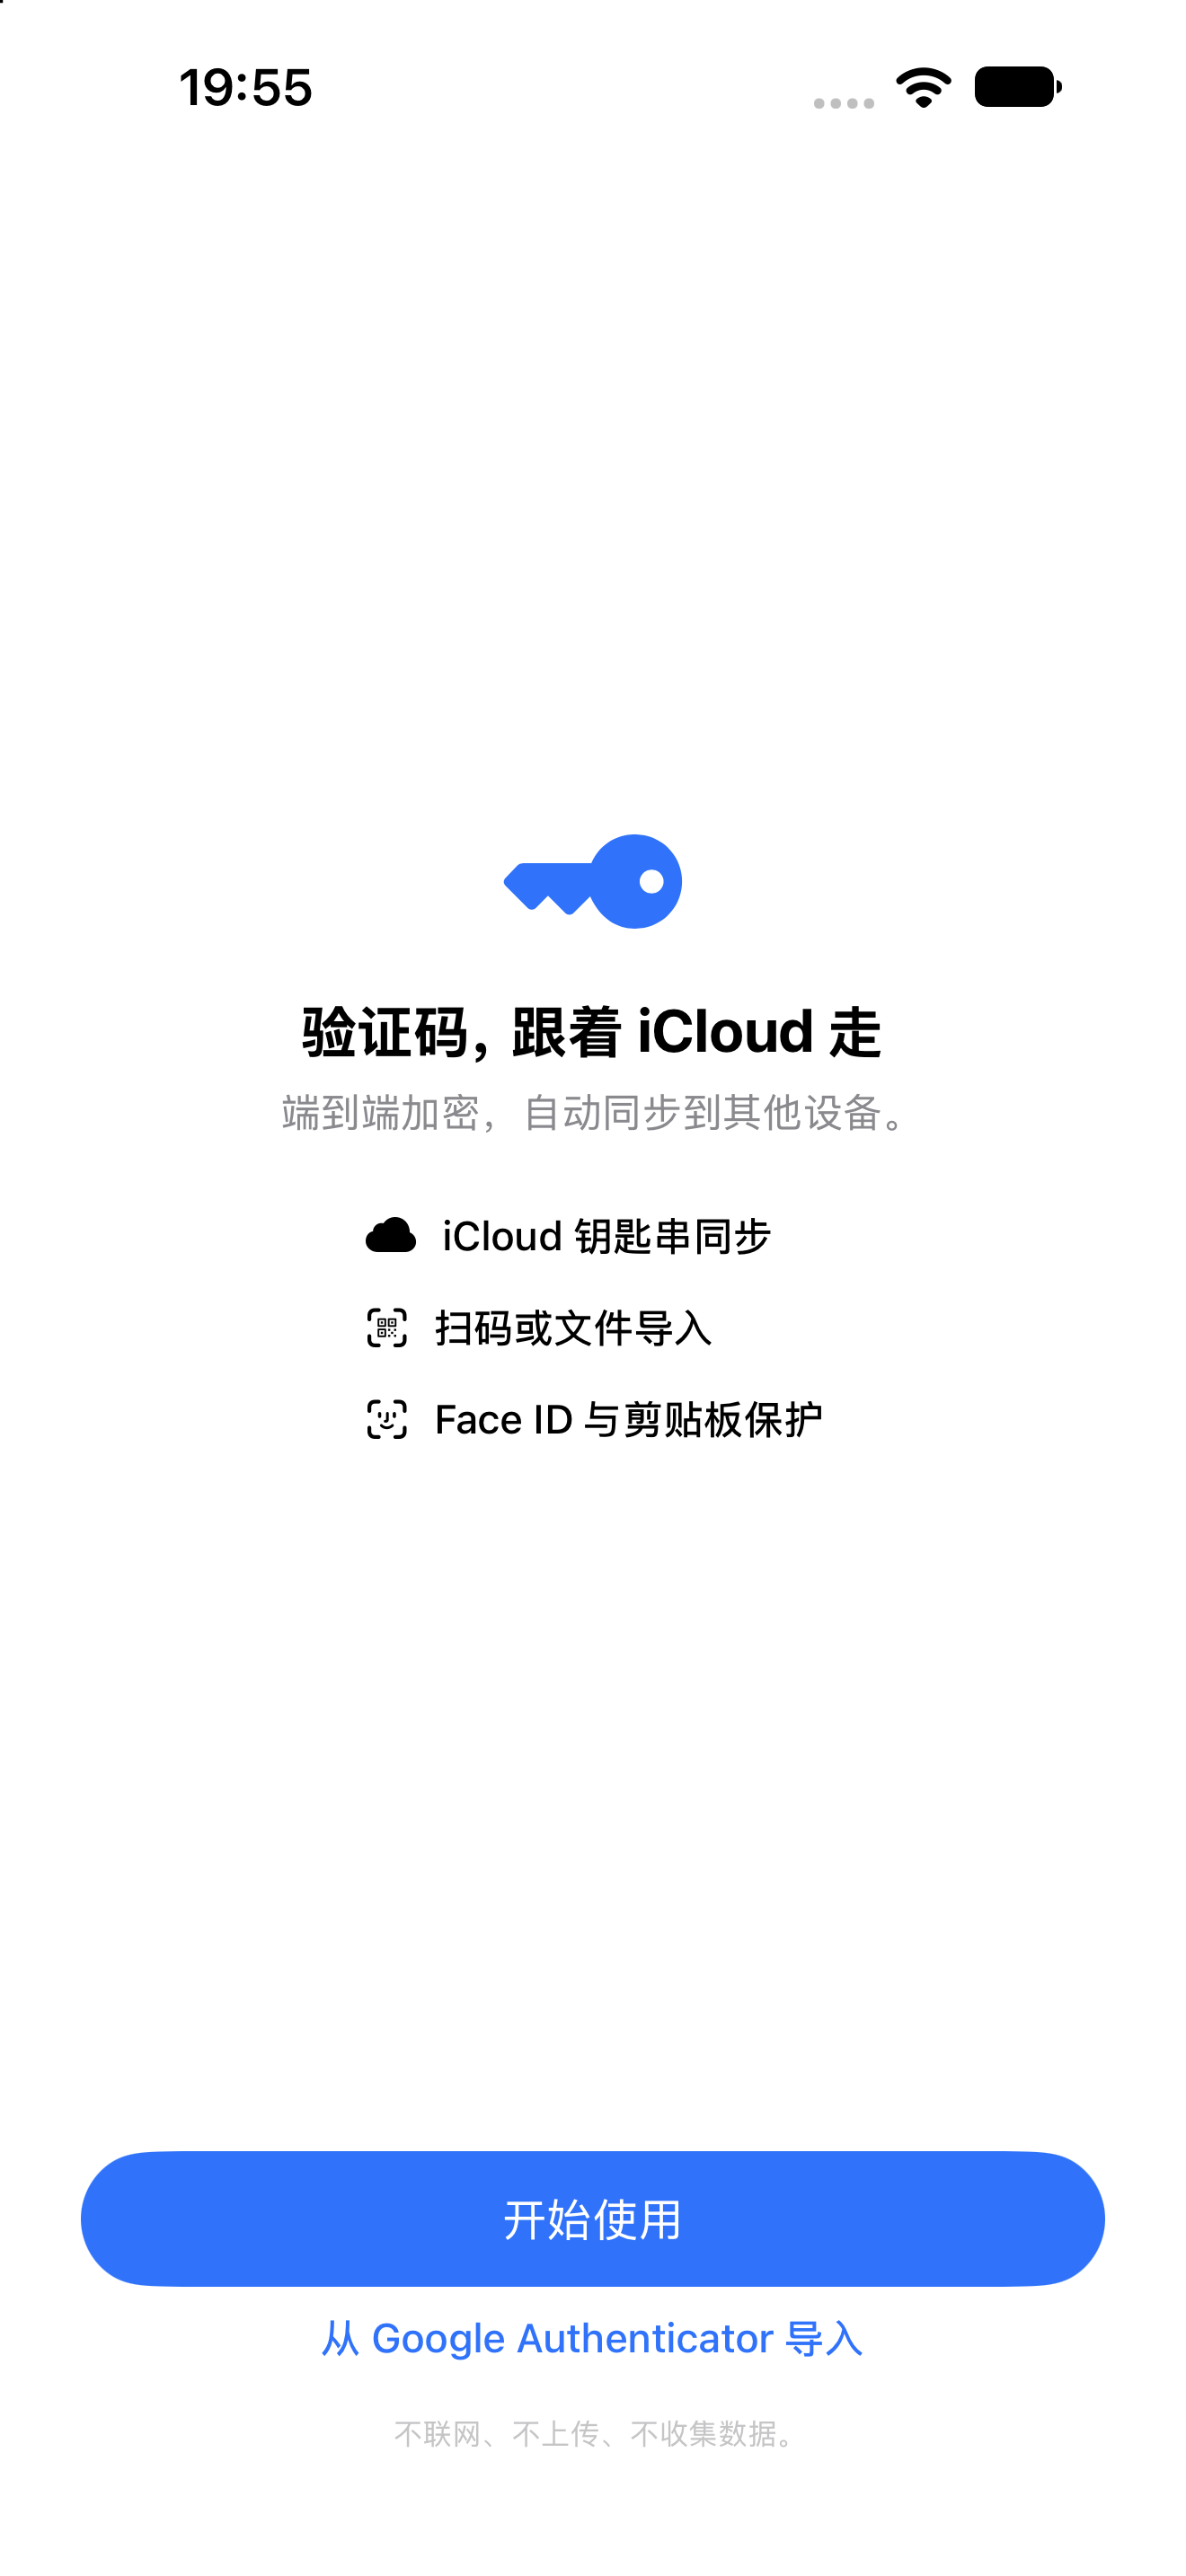 19:55
验证码，跟着 iCloud 走
端到端加密，自动同步到其他设备。
iCloud 钥匙串同步
扫码或文件导入
Face ID 与剪贴板保护
开始使用
从 Google Authenticator 导入
不联网、不上传、不收集数据。